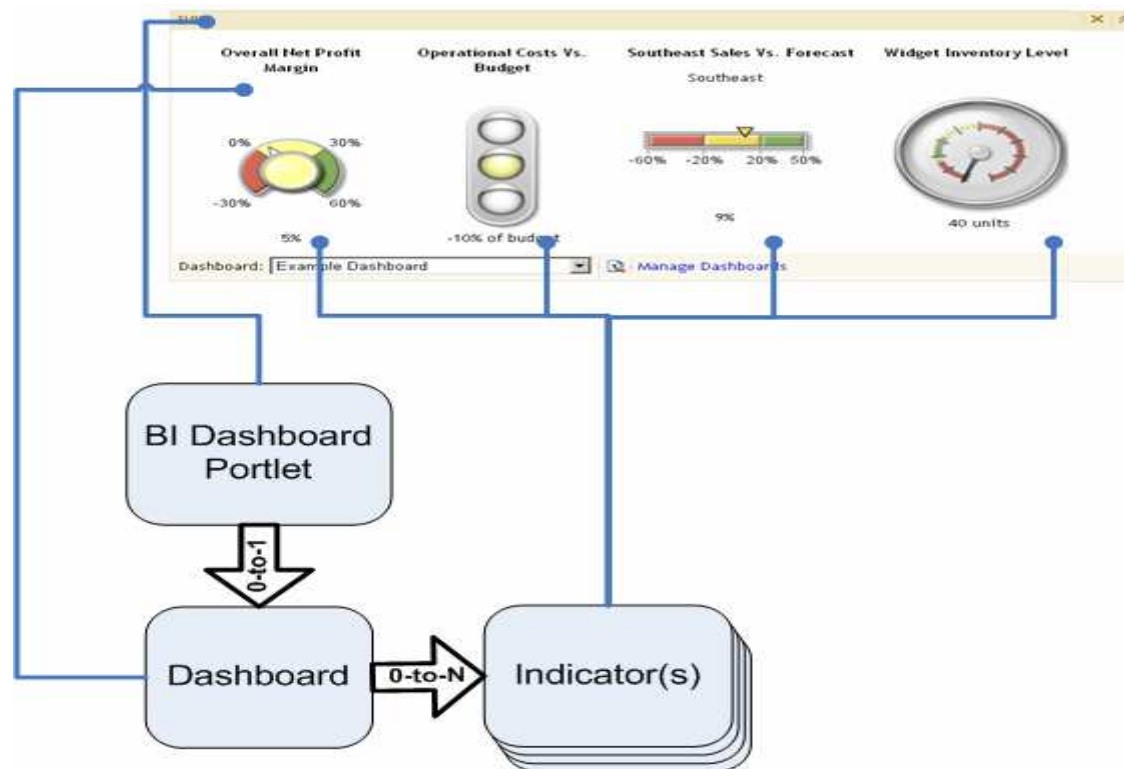 Overall Net Profit
Margin
Operational Costs Vs.
Budget
Southeast Sales Vs. Forecast
Southeast
Widget Inventory Level
0%
30%
-30%
60%
5%
-10% of budget
-60%
-20%
20%
50%
9%
40 units
Dashboard:
Example Dashboard
Manage Dashboards
BI Dashboard
Portlet
0-to-1
Dashboard
0-to-N
Indicator(s)